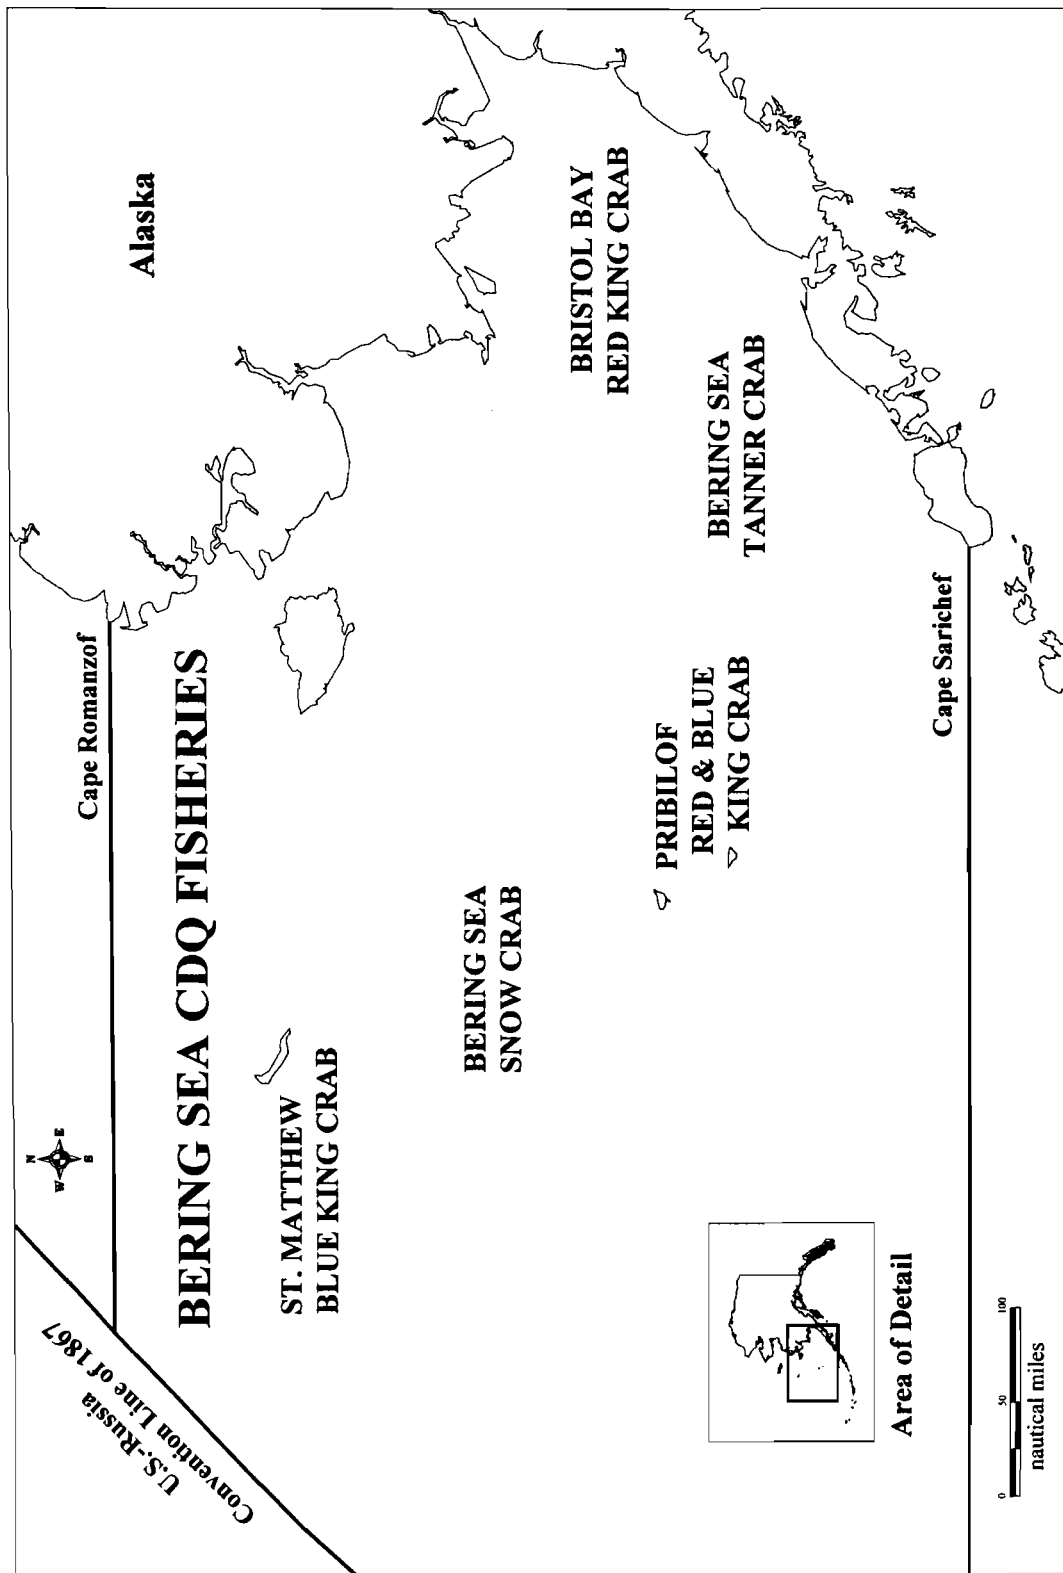 Alaska
Cape Romanzof
N
W
E
S
U.S.-Russia
Convention Line of 1867
BERING SEA CDQ FISHERIES
ST. MATTHEW
BLUE KING CRAB
BERING SEA
SNOW CRAB
BRISTOL BAY
RED KING CRAB
PRIBILOF
RED & BLUE
KING CRAB
BERING SEA
TANNER CRAB
Cape Sarichef
Area of Detail
0 50 100
nautical miles